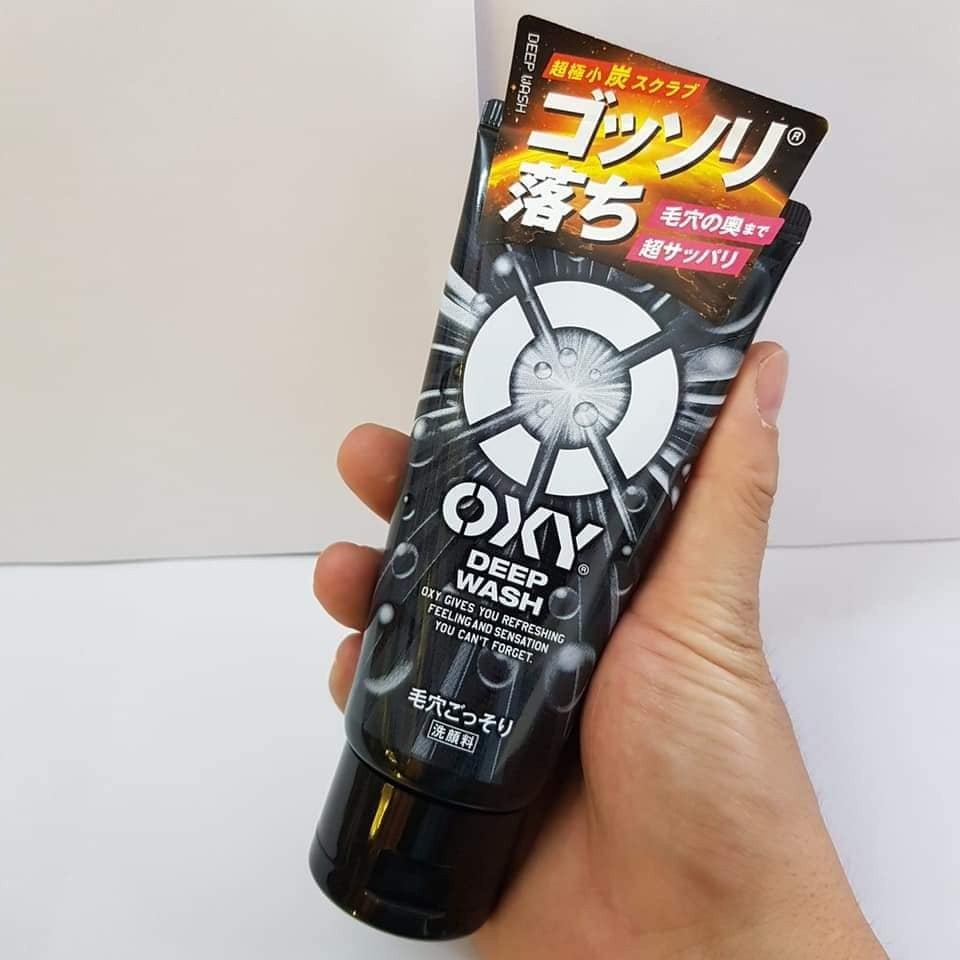 DEEP WASH
超極小 炭 スクラブ
ゴッソリ®
落ち
毛穴の奥まで
超サッパリ
OXY®
DEEP
WASH
OXY GIVES YOU REFRESHING
FEELING AND SENSATION
YOU CAN'T FORGET.
毛穴ごっそり
洗顔料